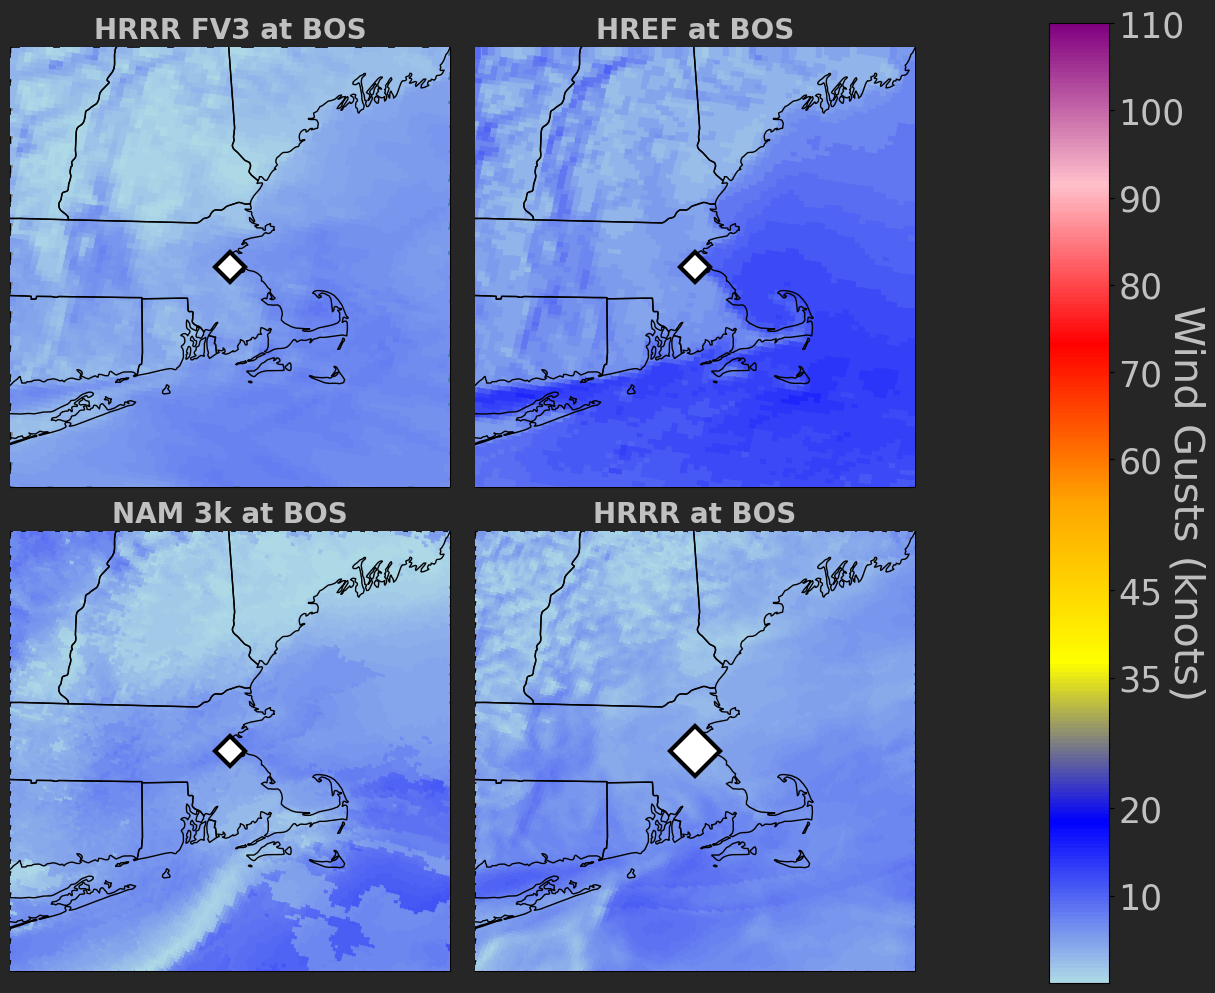 HRRR FV3 at BOS
HREF at BOS
NAM 3k at BOS
HRRR at BOS
110
100
90
80
70
60
45
35
20
10
Wind Gusts (knots)